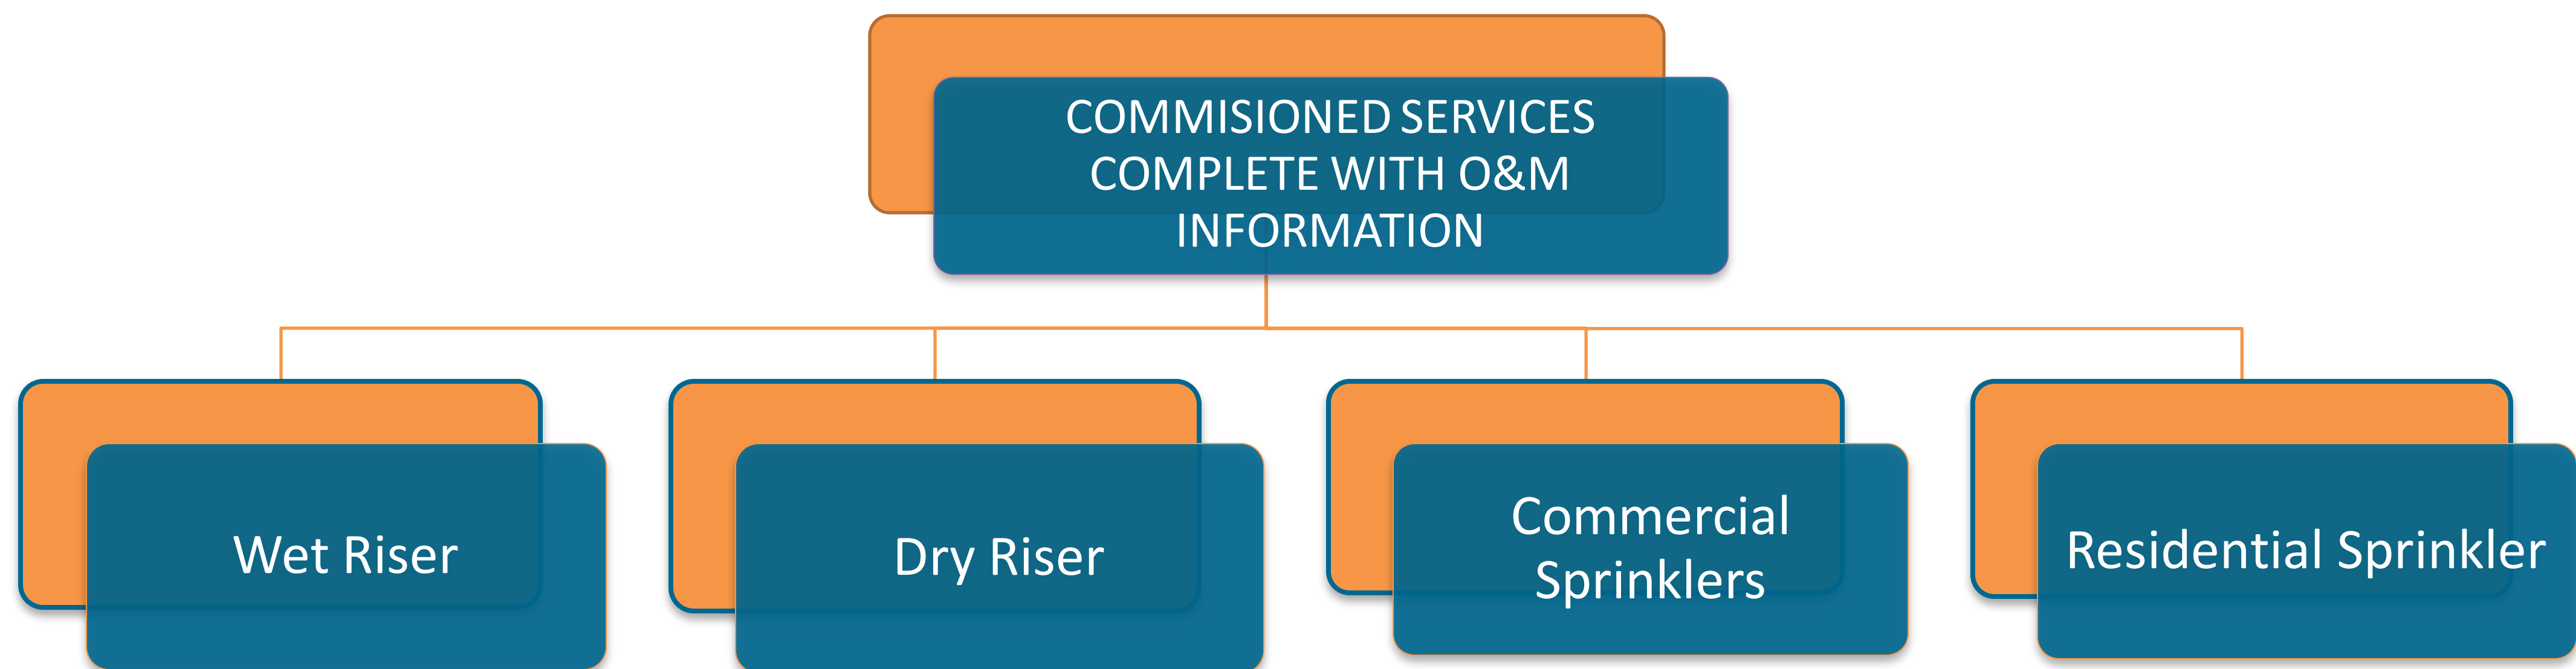 COMMISIONED SERVICES
COMPLETE WITH O&M
INFORMATION
Wet Riser
Dry Riser
Commercial
Sprinklers
Residential Sprinkler